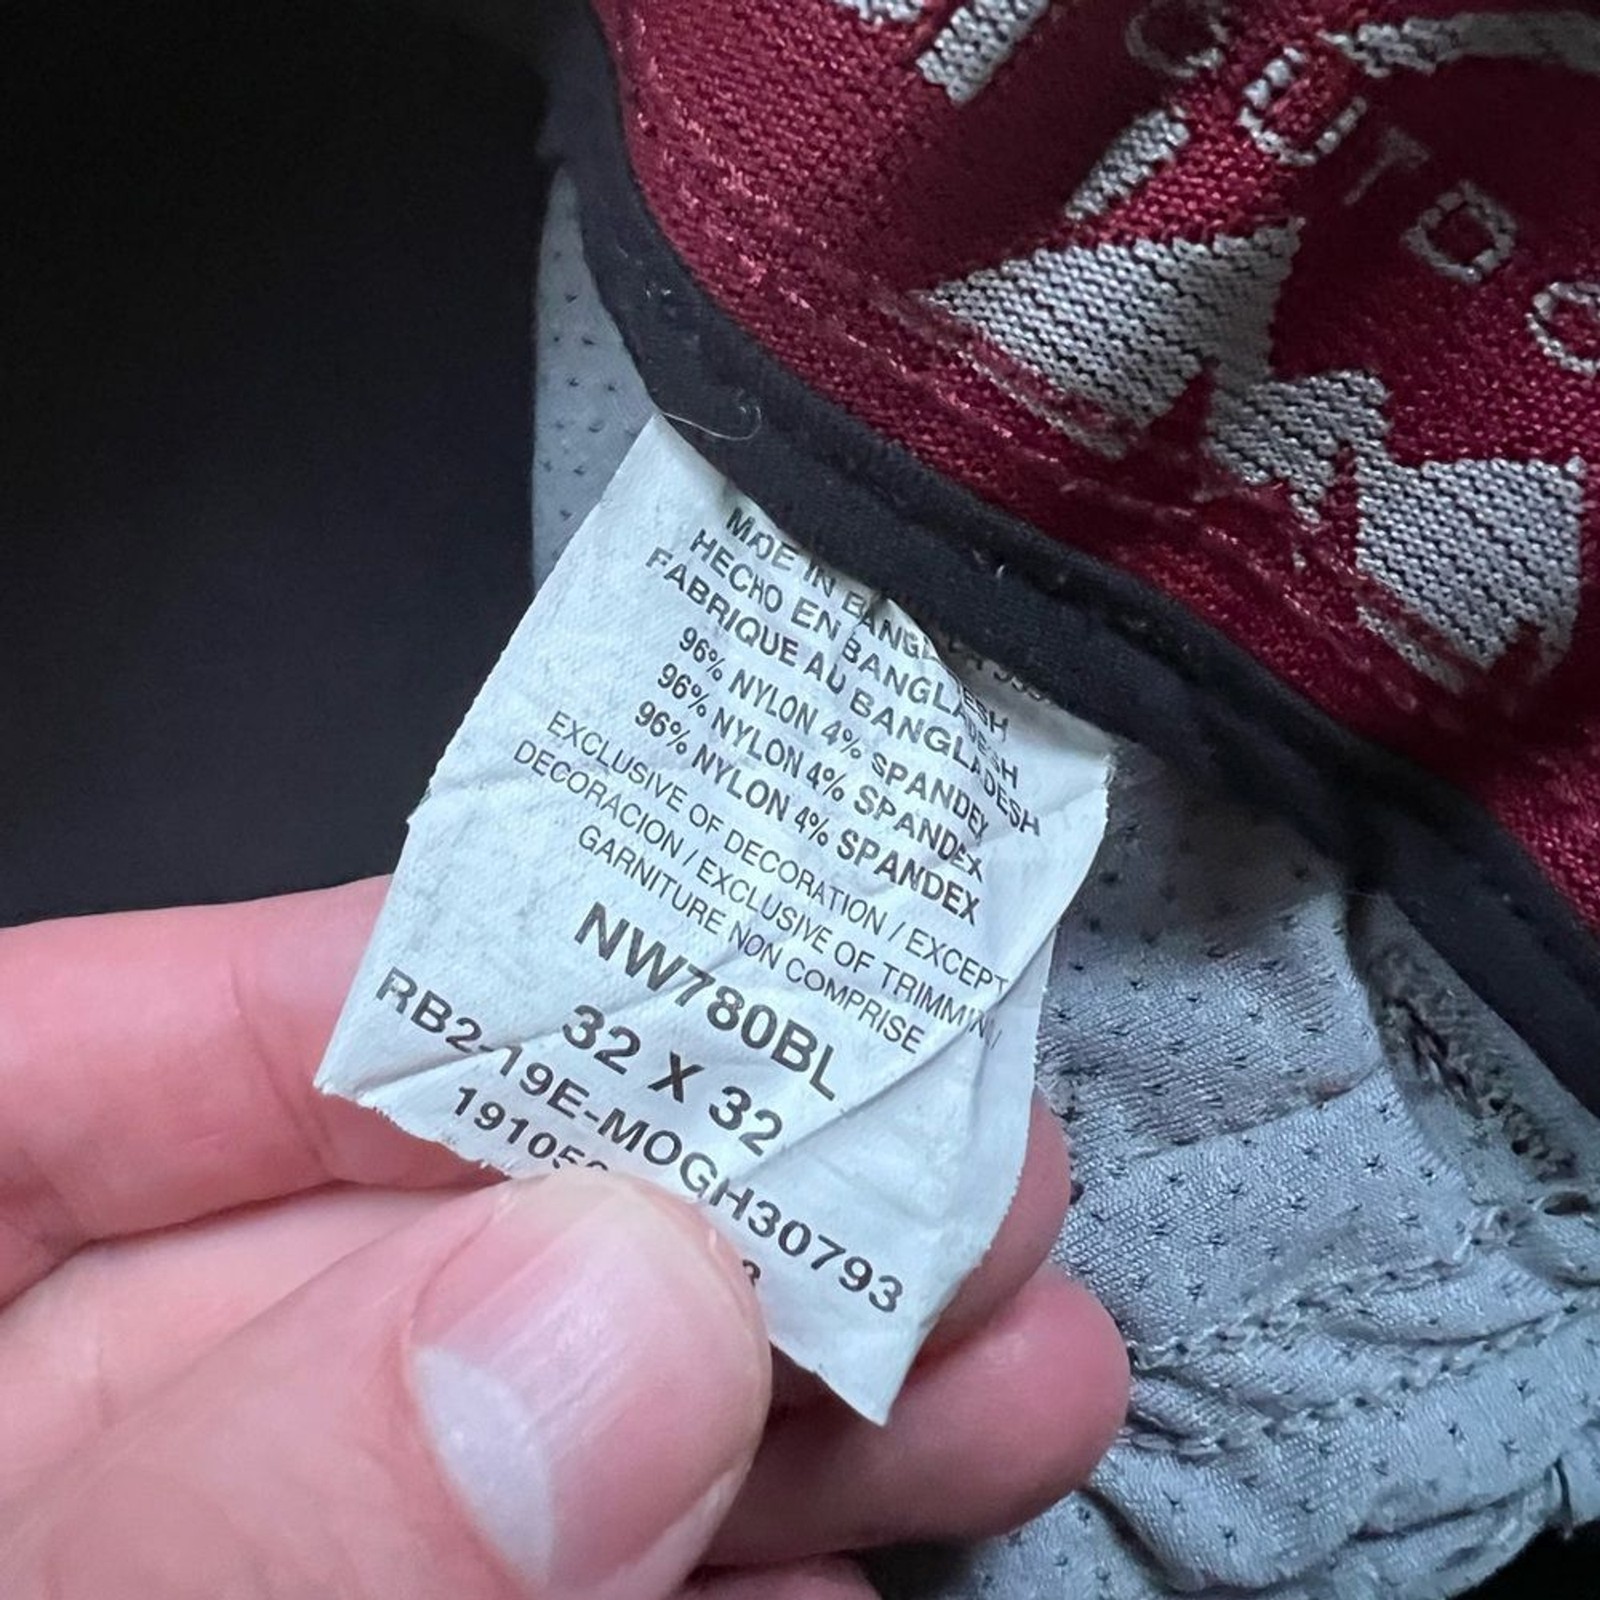 MADE IN BANGLADESH
HECHO EN BANGLADESH
FABRIQUE AU BANGLADESH
96% NYLON 4% SPANDEX
96% NYLON 4% SPANDEX
96% NYLON 4% SPANDEX
EXCLUSIVE OF DECORATION / EXCEPT
DECORACION / EXCLUSIVE OF TRIMMIN /
GARNITURE NON COMPRISE
NW780BL
32 X 32
RB2-19E-MOGH30793